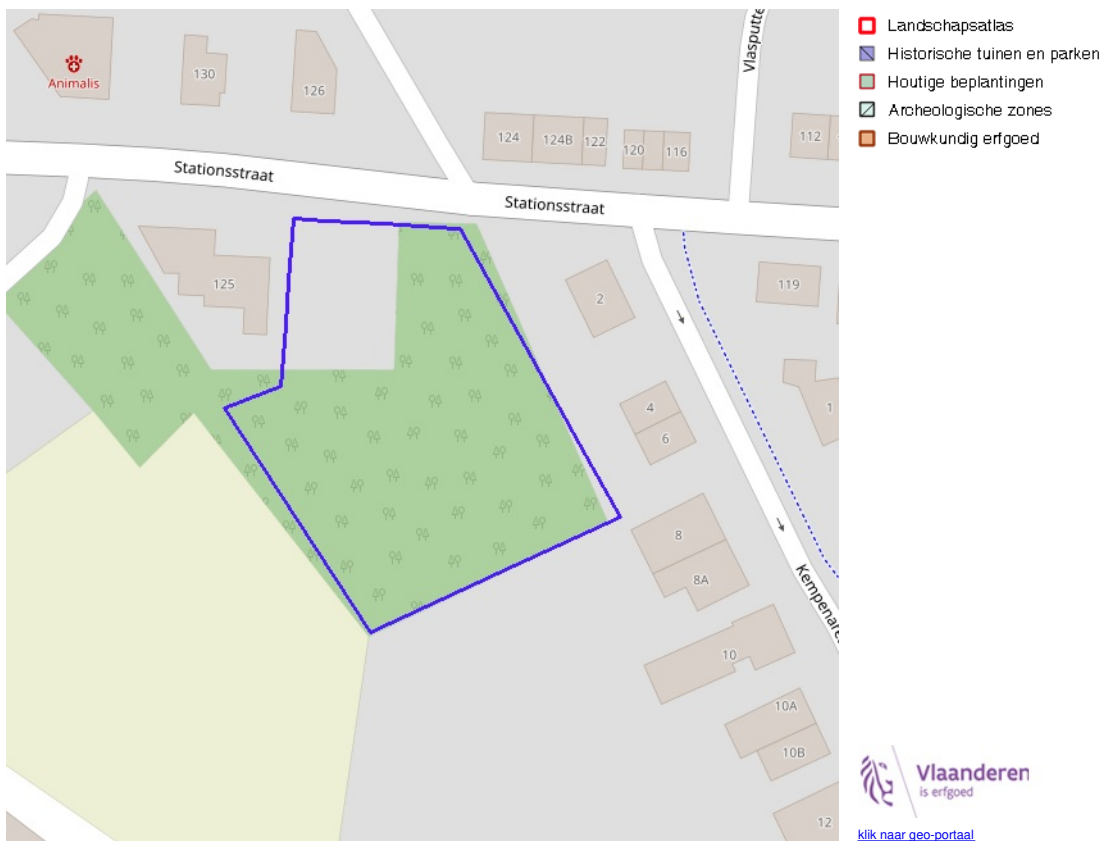 Landschapsatlas
Historische tuinen en parken
Houtige beplantingen
Archeologische zones
Bouwkundig erfgoed
Animalis
130
126
124
124B
122
120
116
112
Stationsstraat
Stationsstraat
125
2
119
4
6
1
8
8A
10
10A
10B
12
Vlaanderen
is erfgoed
klik naar geo-portaal